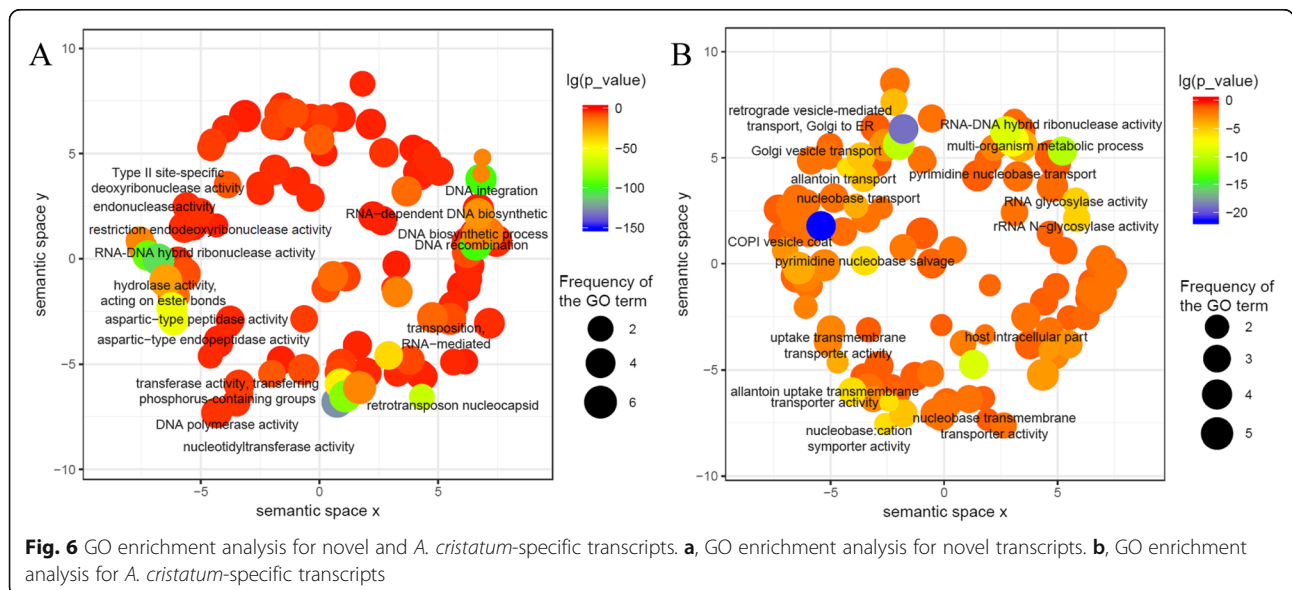 A
10
5
0
−5
−10
−5
0
5
semantic space y
semantic space x
Type II site-specific
deoxyribonuclease activity
endonucleaseactivity
restriction endodeoxyribonuclease activity
RNA-DNA hybrid ribonuclease activity
hydrolase activity,
acting on ester bonds
aspartic-type peptidase activity
aspartic-type endopeptidase activity
transferase activity, transferring
phosphorus-containing groups
DNA polymerase activity
nucleotidyltransferase activity
DNA integration
RNA−dependent DNA biosynthetic
DNA biosynthetic process
DNA recombination
transposition,
RNA-mediated
retrotransposon nucleocapsid
lg(p_value)
0
−50
−100
−150
Frequency of
the GO term
2
4
6
B
10
5
0
−5
−10
−5
0
5
semantic space y
semantic space x
retrograde vesicle-mediated
transport, Golgi to ER
Golgi vesicle transport
allantoin transport
nucleobase transport
COPI vesicle coat
pyrimidine nucleobase salvage
uptake transmembrane
transporter activity
allantoin uptake transmembrane
transporter activity
nucleobase:cation
symporter activity
RNA-DNA hybrid ribonuclease activity
multi-organism metabolic process
pyrimidine nucleobase transport
RNA glycosylase activity
rRNA N−glycosylase activity
host intracellular part
nucleobase transmembrane
transporter activity
lg(p_value)
0
−5
−10
−15
−20
Frequency of
the GO term
2
3
4
5
Fig. 6 GO enrichment analysis for novel and A. cristatum-specific transcripts. a, GO enrichment analysis for novel transcripts. b, GO enrichment
analysis for A. cristatum-specific transcripts